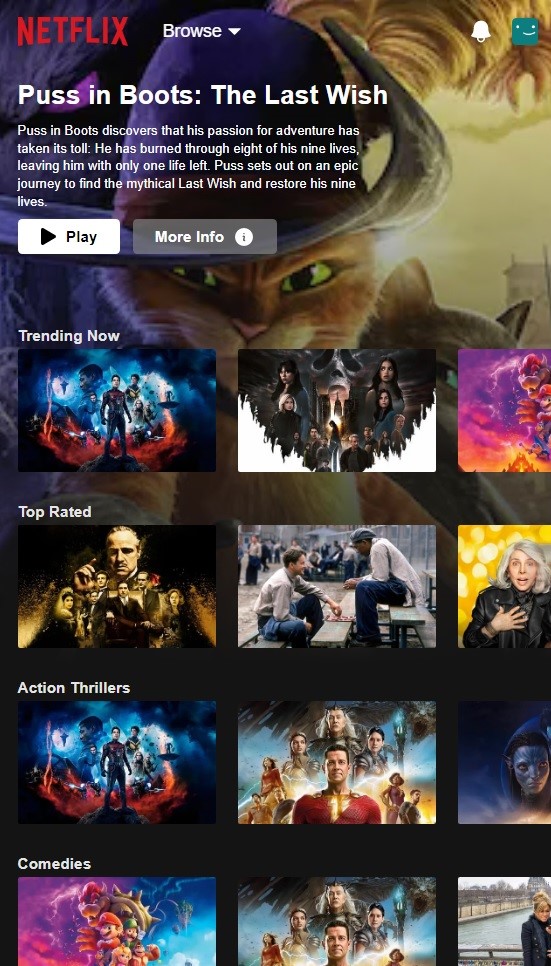 NETFLIX
Browse
Puss in Boots: The Last Wish
Puss in Boots discovers that his passion for adventure has
taken its toll: He has burned through eight of his nine lives,
leaving him with only one life left. Puss sets out on an epic
journey to find the mythical Last Wish and restore his nine
lives.
Play
More Info i
Trending Now
Top Rated
Action Thrillers
Comedies